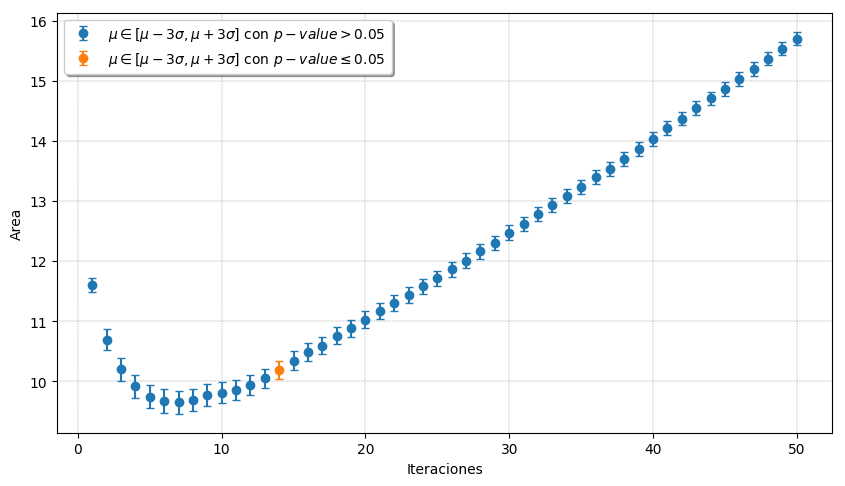 μ ∈ [μ − 3σ, μ + 3σ] con p − value > 0.05
μ ∈ [μ − 3σ, μ + 3σ] con p − value ≤ 0.05
16
15
14
13
12
11
10
Area
0 10 20 30 40 50
Iteraciones